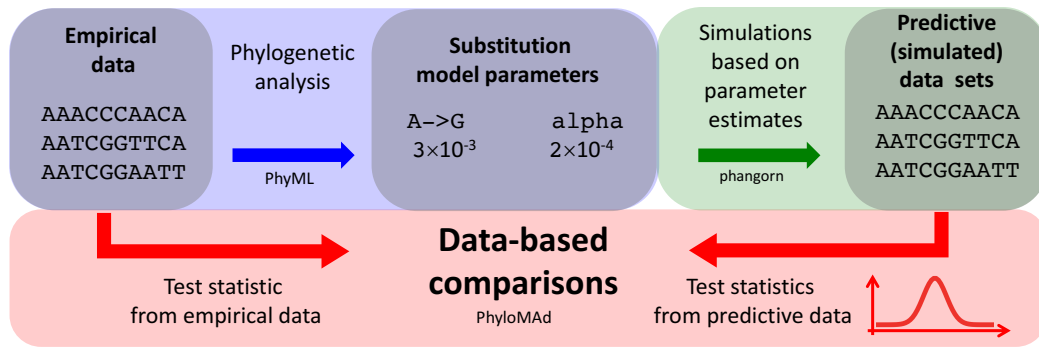 Empirical
data
AAACCCAACA
AATCGGTTCA
AATCGGAATT
Phylogenetic
analysis
PhyML
Substitution
model parameters
A->G alpha
3×10⁻³ 2×10⁻⁴
Simulations
based on
parameter
estimates
phangorn
Predictive
(simulated)
data sets
AAACCCAACA
AATCGGTTCA
AATCGGAATT
Data-based
comparisons
PhyloMAd
Test statistic
from empirical data
Test statistics
from predictive data